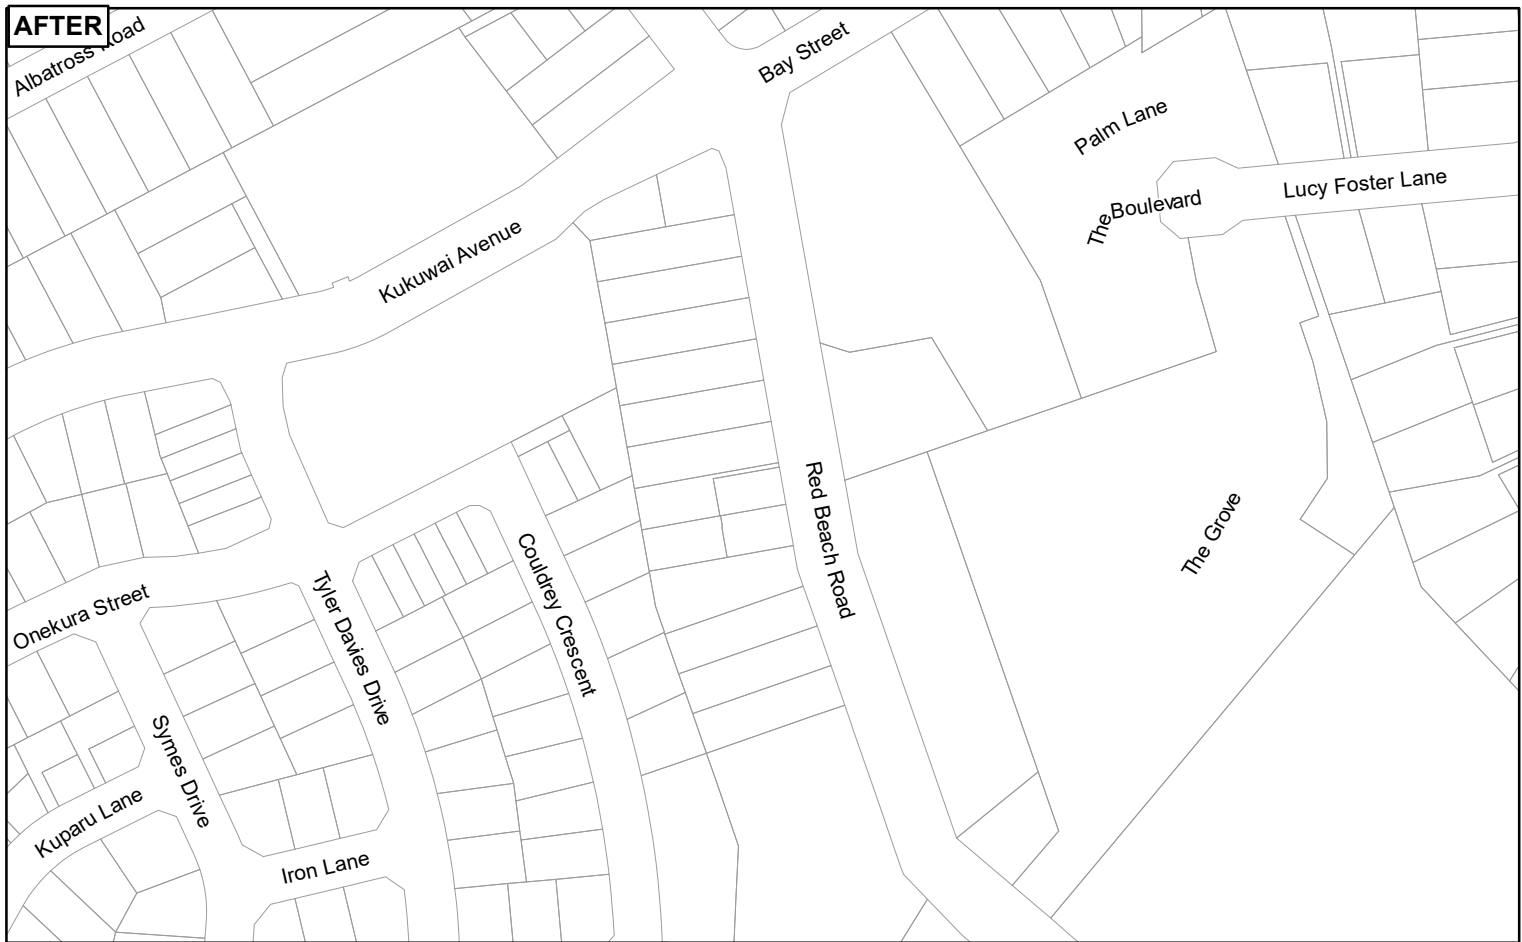 AFTER
Albatross Road
Bay Street
Palm Lane
Lucy Foster Lane
The
Boulevard
Kukuwai Avenue
Red Beach Road
The Grove
Couldrey Crescent
Tyler Davies Drive
Onekura Street
Symes Drive
Kuparu Lane
Iron Lane